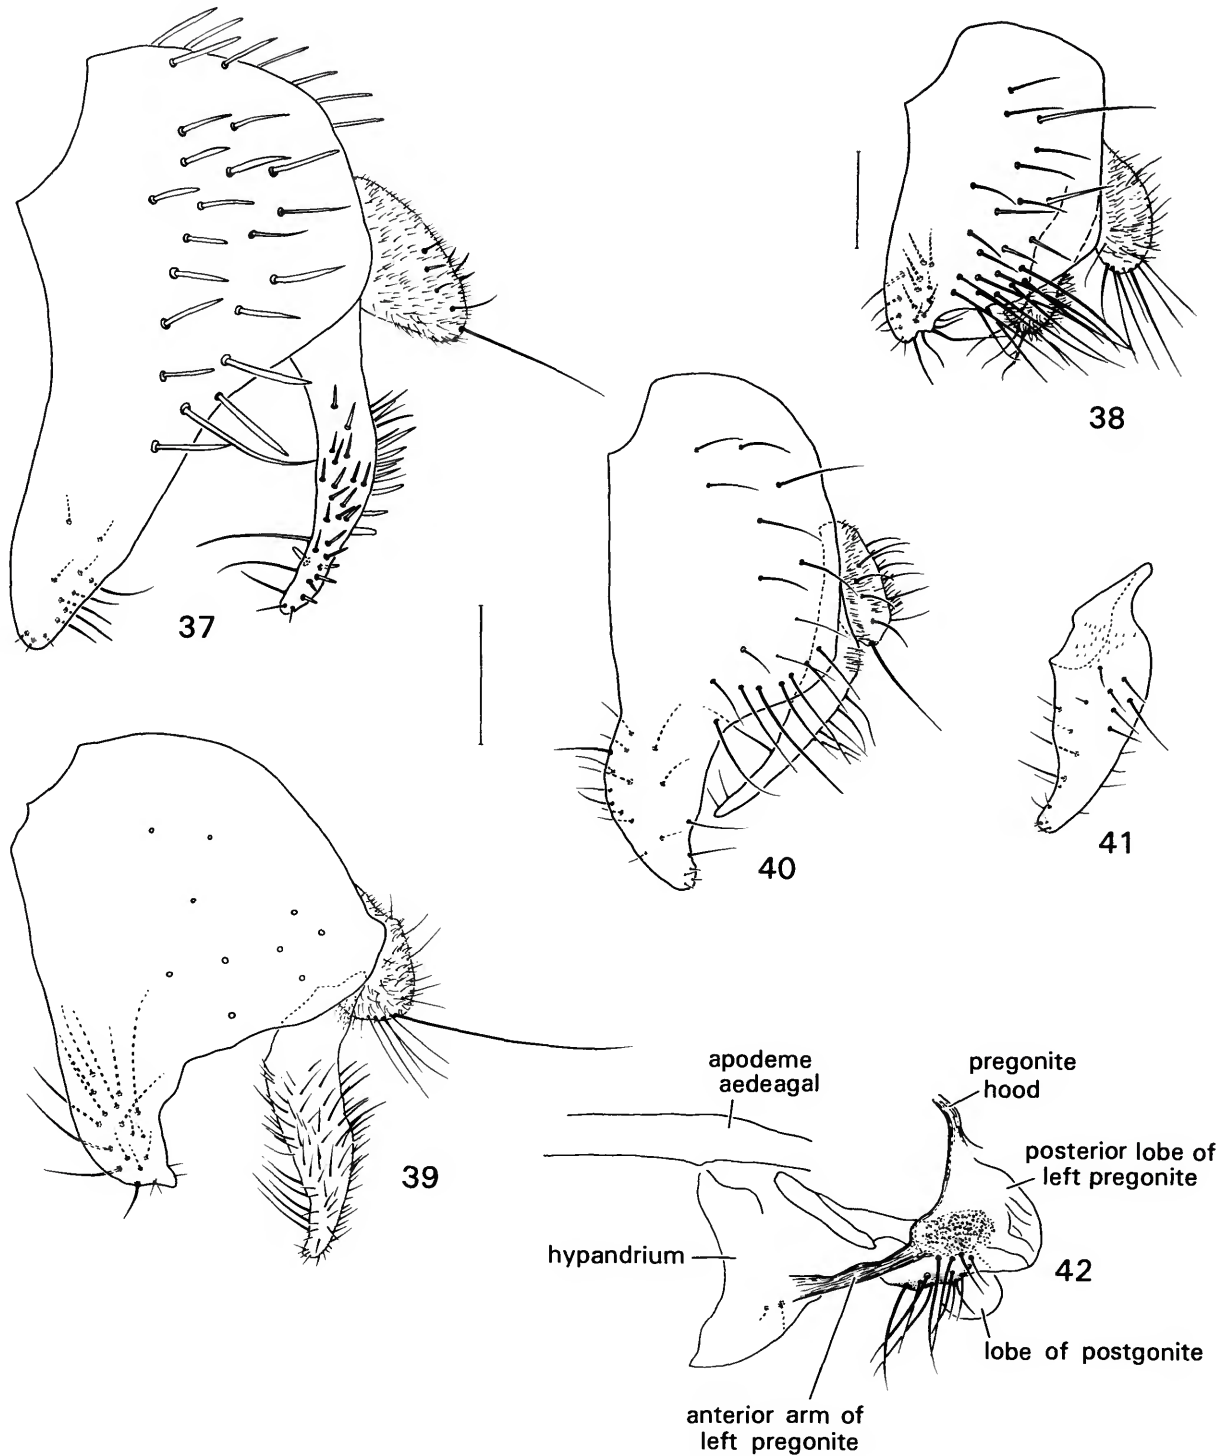 38
37
41
40
39
apodeme
aedeagal
pregonite
hood
posterior lobe of
left pregonite
hypandrium
42
lobe of postgonite
anterior arm of
left pregonite